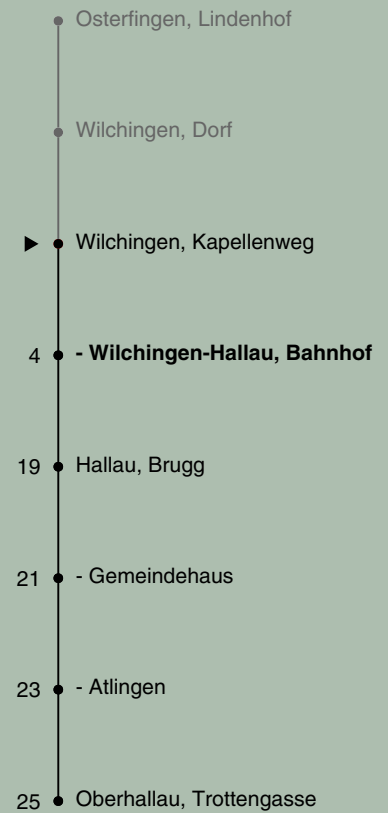 Osterfingen, Lindenhof
Wilchingen, Dorf
Wilchingen, Kapellenweg
4 - Wilchingen-Hallau, Bahnhof
19 Hallau, Brugg
21 - Gemeindehaus
23 - Atlingen
25 Oberhallau, Trottengasse